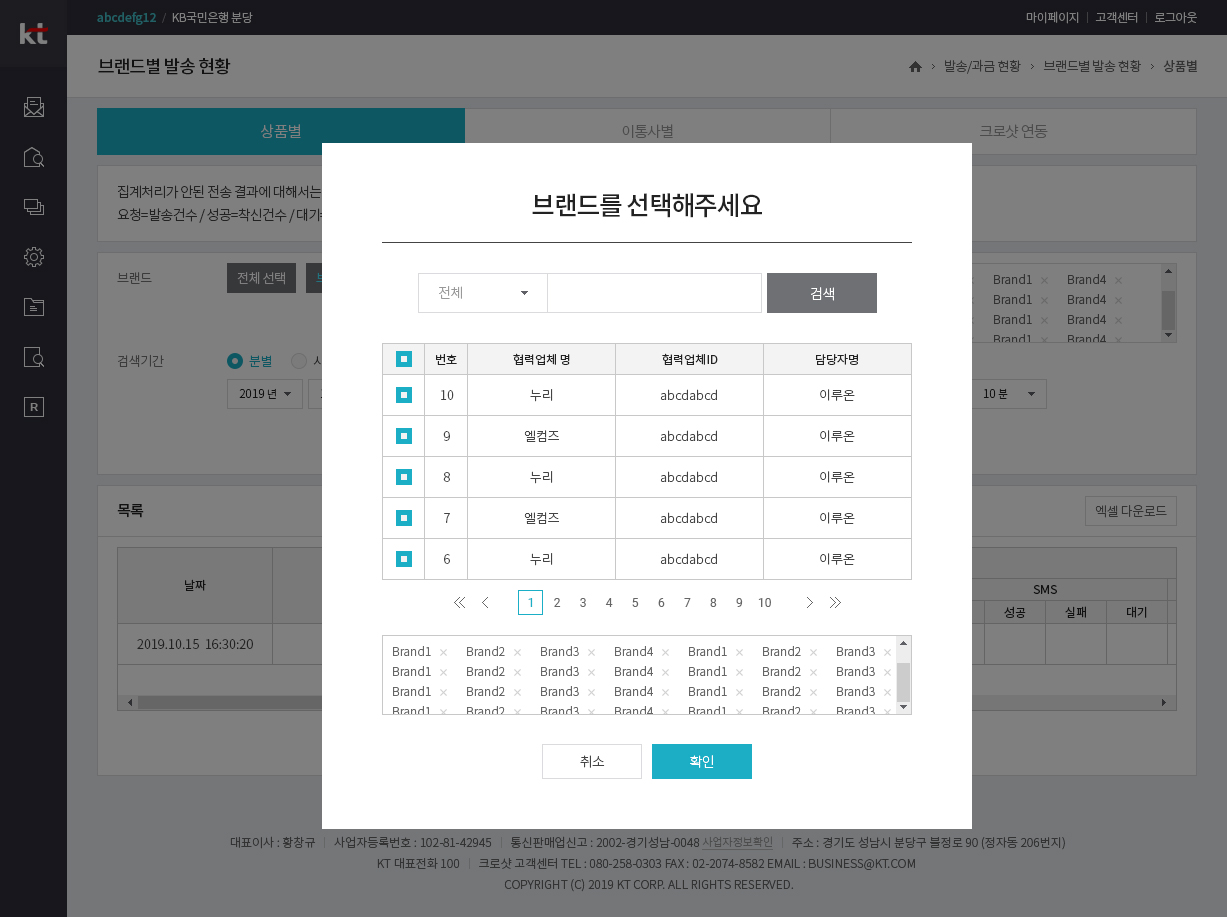 kt
abcdefg12 / KB국민은행 분당
마이페이지 | 고객센터 | 로그아웃
브랜드별 발송 현황
발송/과금 현황 > 브랜드별 발송 현황 > 상품별
상품별
이통사별
크로샷 연동
집계처리가 안된 전송 결과에 대해서는
요청=발송건수 / 성공=착신건수 / 대기
브랜드
전체 선택
Brand1 × Brand4 ×
Brand1 × Brand4 ×
Brand1 × Brand4 ×
Brand1 × Brand4 ×
검색기간
분별
2019 년
10 분
R
목록
엑셀 다운로드
날짜
SMS
성공 실패 대기
2019.10.15 16:30:20
브랜드를 선택해주세요
전체
검색
번호 협력업체 명 협력업체ID 담당자명
10 누리 abcdabcd 이루온
9 엘컴즈 abcdabcd 이루온
8 누리 abcdabcd 이루온
7 엘컴즈 abcdabcd 이루온
6 누리 abcdabcd 이루온
1 2 3 4 5 6 7 8 9 10
Brand1 × Brand2 × Brand3 × Brand4 × Brand1 × Brand2 × Brand3 ×
Brand1 × Brand2 × Brand3 × Brand4 × Brand1 × Brand2 × Brand3 ×
Brand1 × Brand2 × Brand3 × Brand4 × Brand1 × Brand2 × Brand3 ×
Brand1 × Brand2 × Brand3 × Brand4 × Brand1 × Brand2 × Brand3 ×
취소
확인
대표이사 : 황창규 | 사업자등록번호 : 102-81-42945 | 통신판매업신고 : 2002-경기성남-0048 사업자정보확인 | 주소 : 경기도 성남시 분당구 불정로 90 (정자동 206번지)
KT 대표전화 100 | 크로샷 고객센터 TEL : 080-258-0303 FAX : 02-2074-8582 EMAIL : BUSINESS@KT.COM
COPYRIGHT (C) 2019 KT CORP. ALL RIGHTS RESERVED.